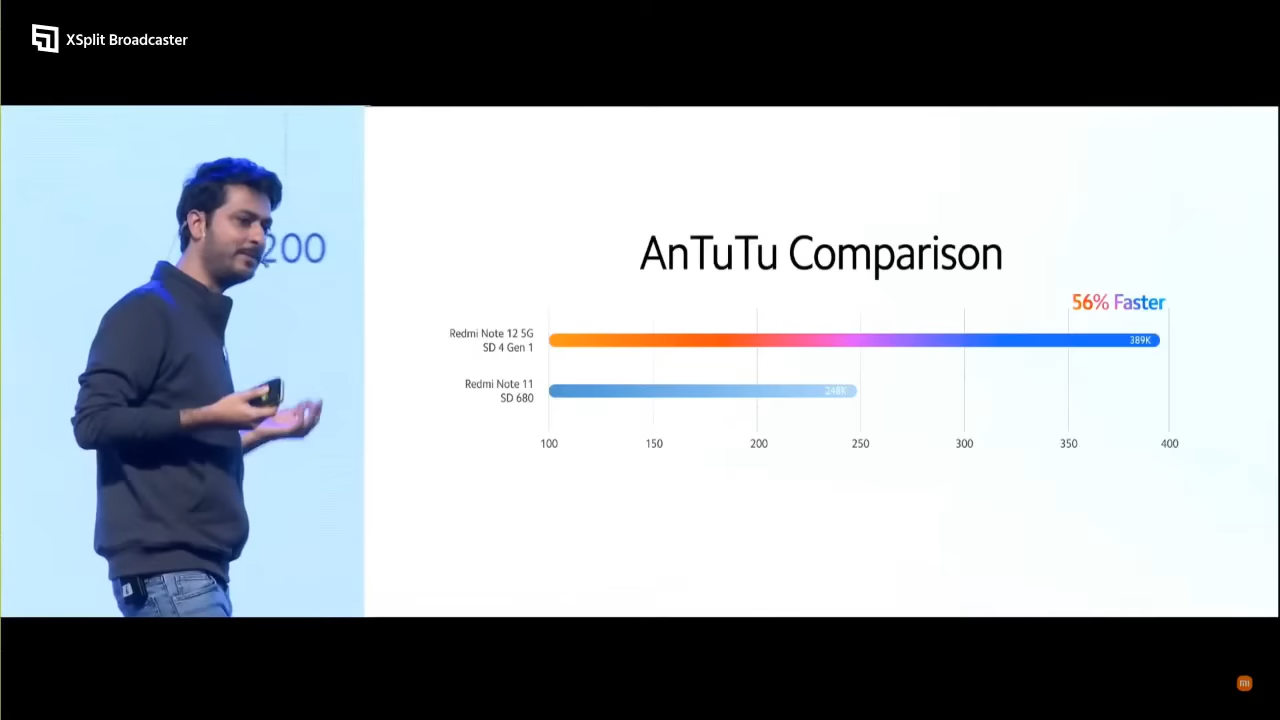 XSplit Broadcaster
200
AnTuTu Comparison
56% Faster
Redmi Note 12 5G
SD 4 Gen 1
389K
Redmi Note 11
SD 680
248K
100 150 200 250 300 350 400
mi